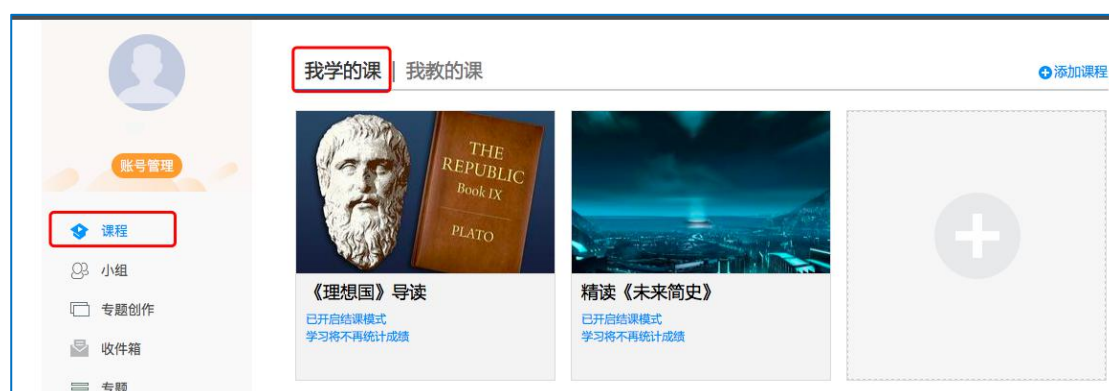 我学的课 | 我教的课
添加课程
账号管理
课程
小组
专题创作
收件箱
专题
THE
REPUBLIC
Book IX
PLATO
《理想国》导读
已开启结课模式
学习将不再统计成绩
精读《未来简史》
已开启结课模式
学习将不再统计成绩